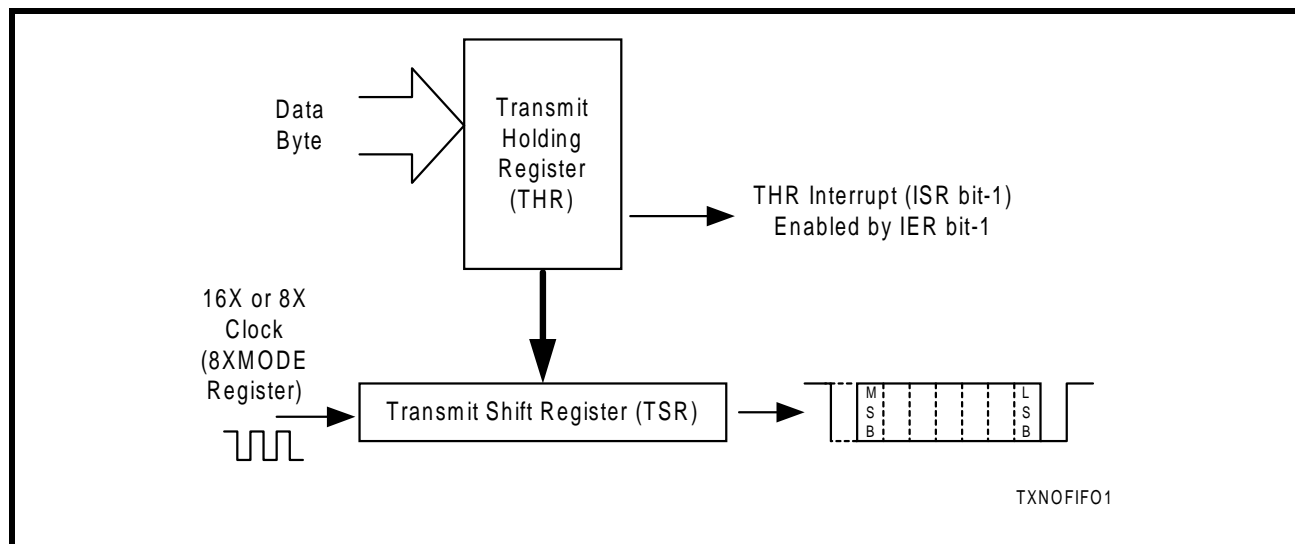 Data
Byte
Transmit
Holding
Register
(THR)
THR Interrupt (ISR bit-1)
Enabled by IER bit-1
16X or 8X
Clock
(8XMODE
Register)
Transmit Shift Register (TSR)
M
S
B
L
S
B
TXNOFIFO1